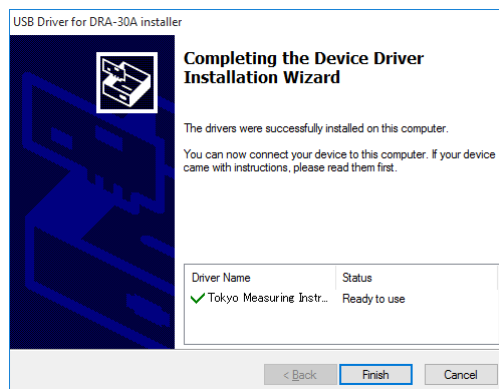 USB Driver for DRA-30A installer
Completing the Device Driver
Installation Wizard
The drivers were successfully installed on this computer.
You can now connect your device to this computer. If your device
came with instructions, please read them first.
Driver Name Status
Tokyo Measuring Instr... Ready to use
< Back Finish Cancel